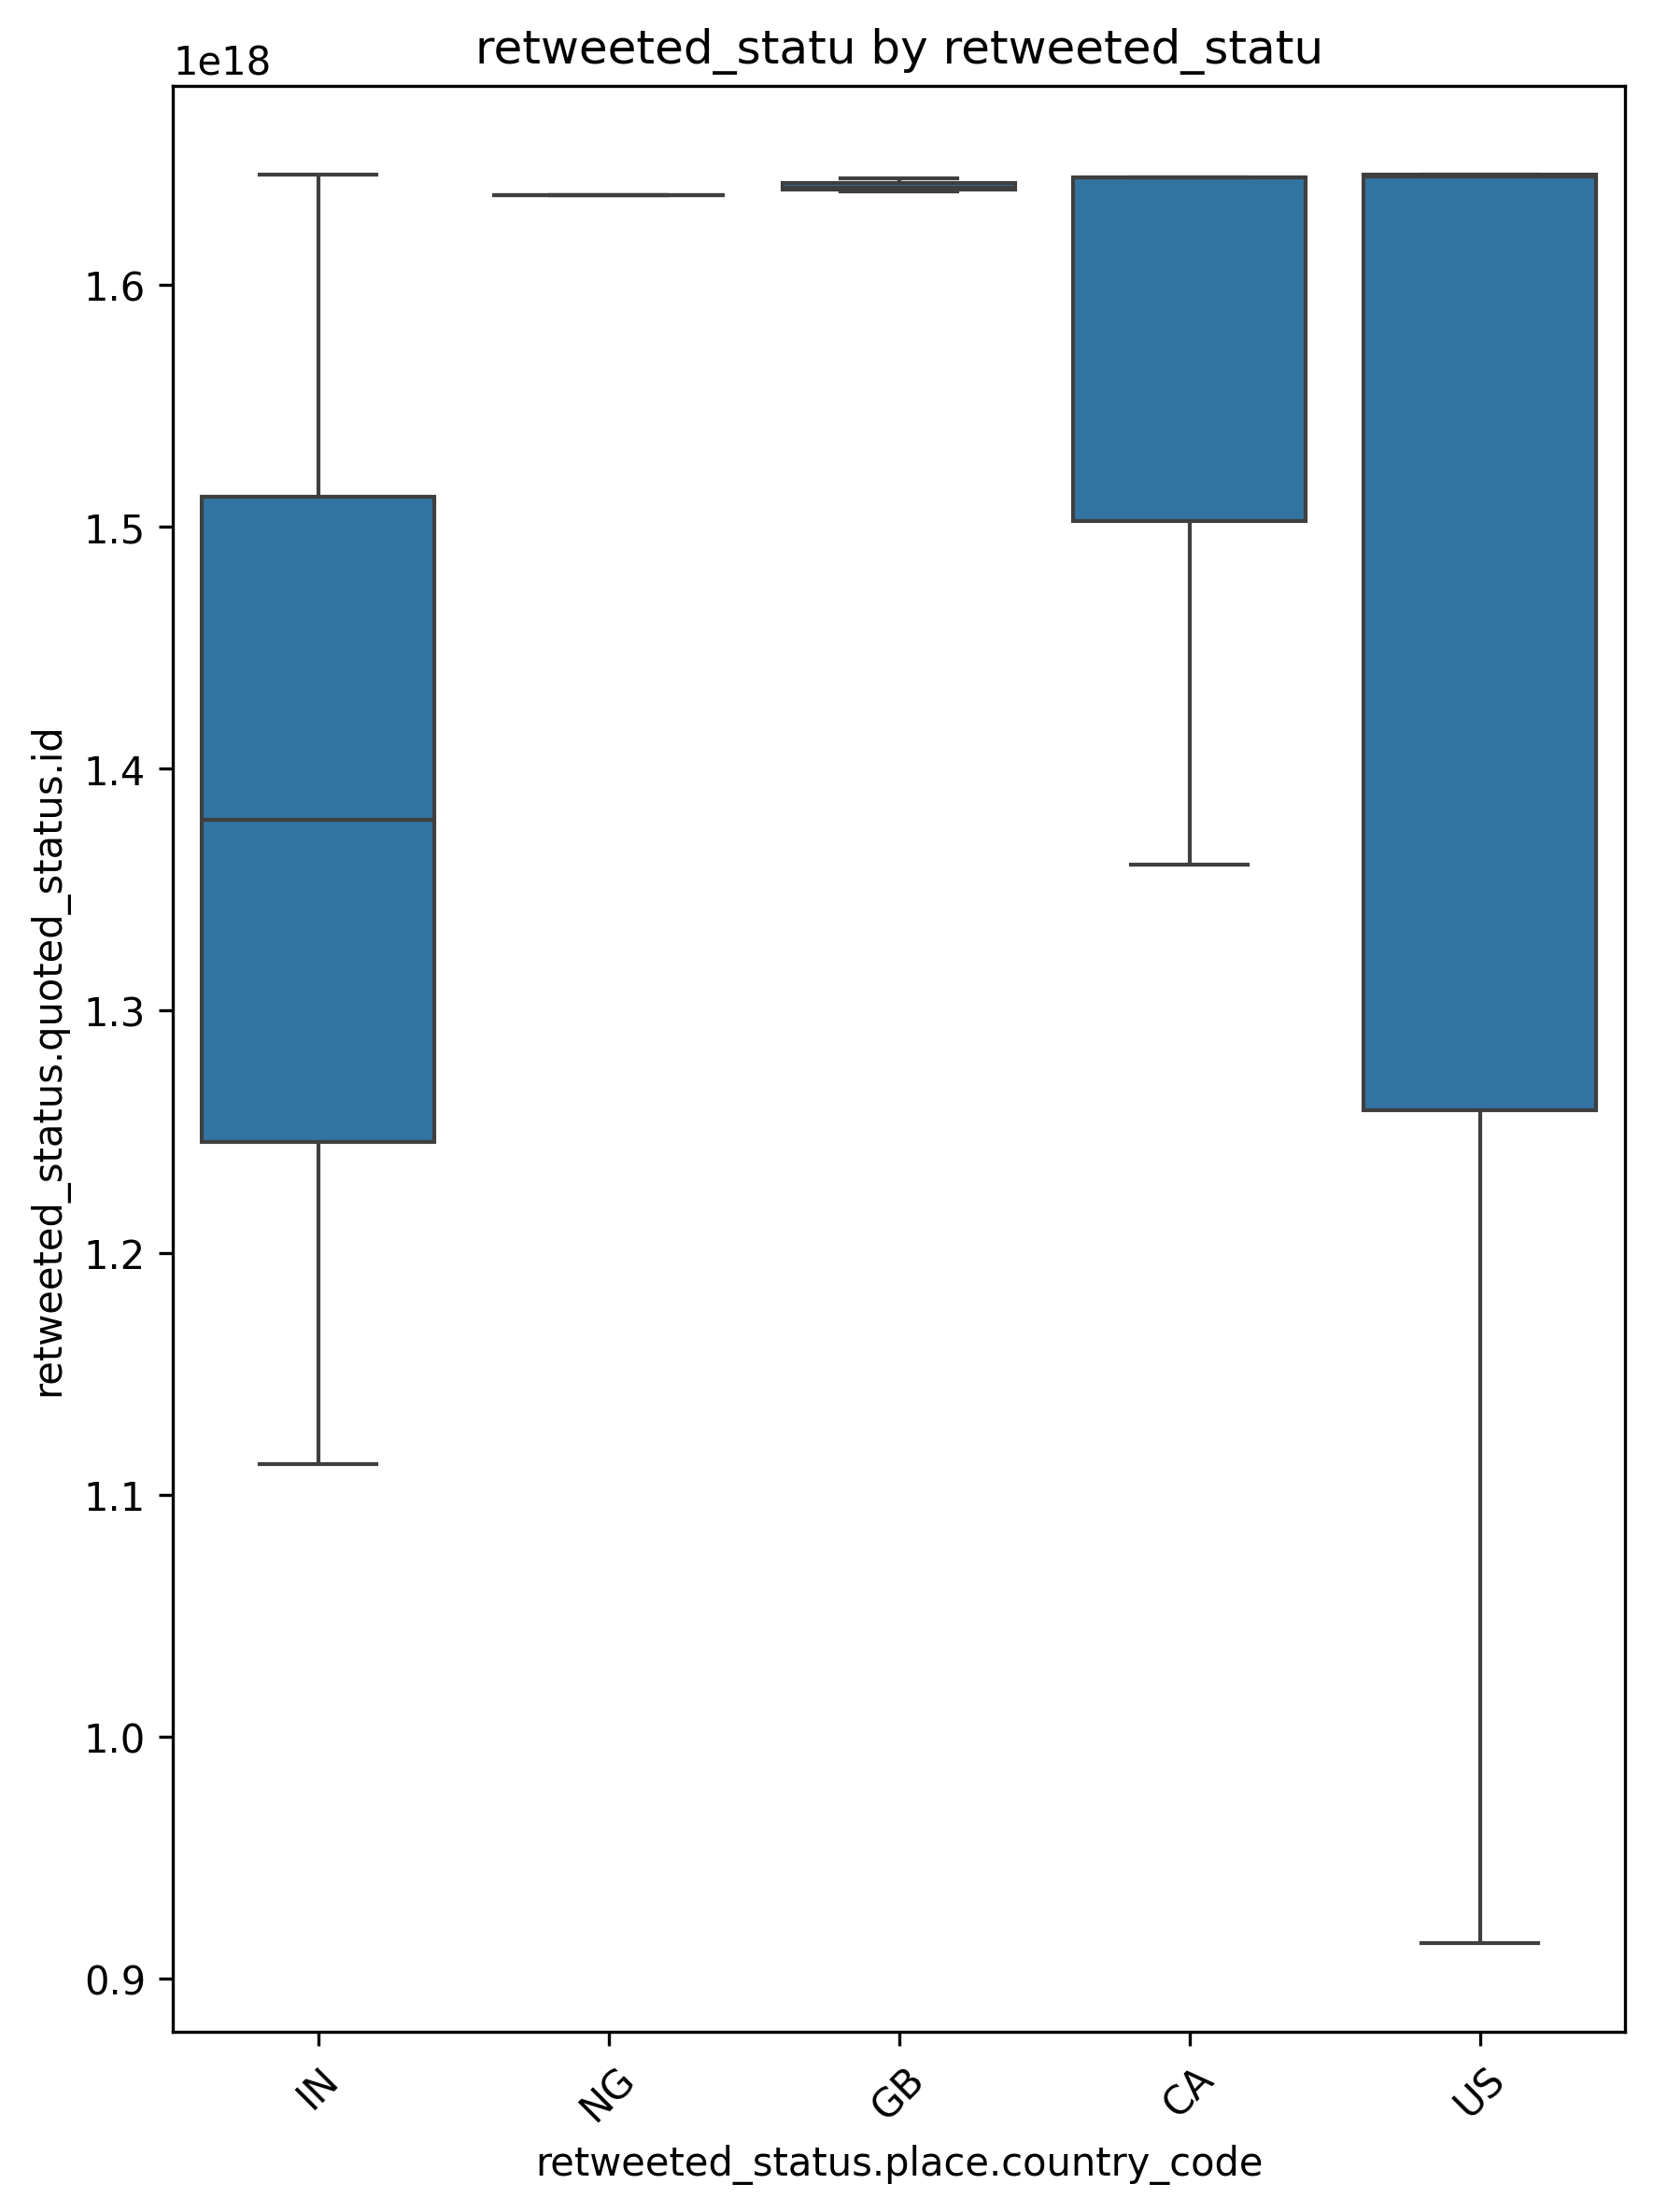 retweeted_statu by retweeted_statu
1e18
1.6
1.5
1.4
1.3
1.2
1.1
1.0
0.9
retweeted_status.quoted_status.id
IN
NG
GB
CA
US
retweeted_status.place.country_code